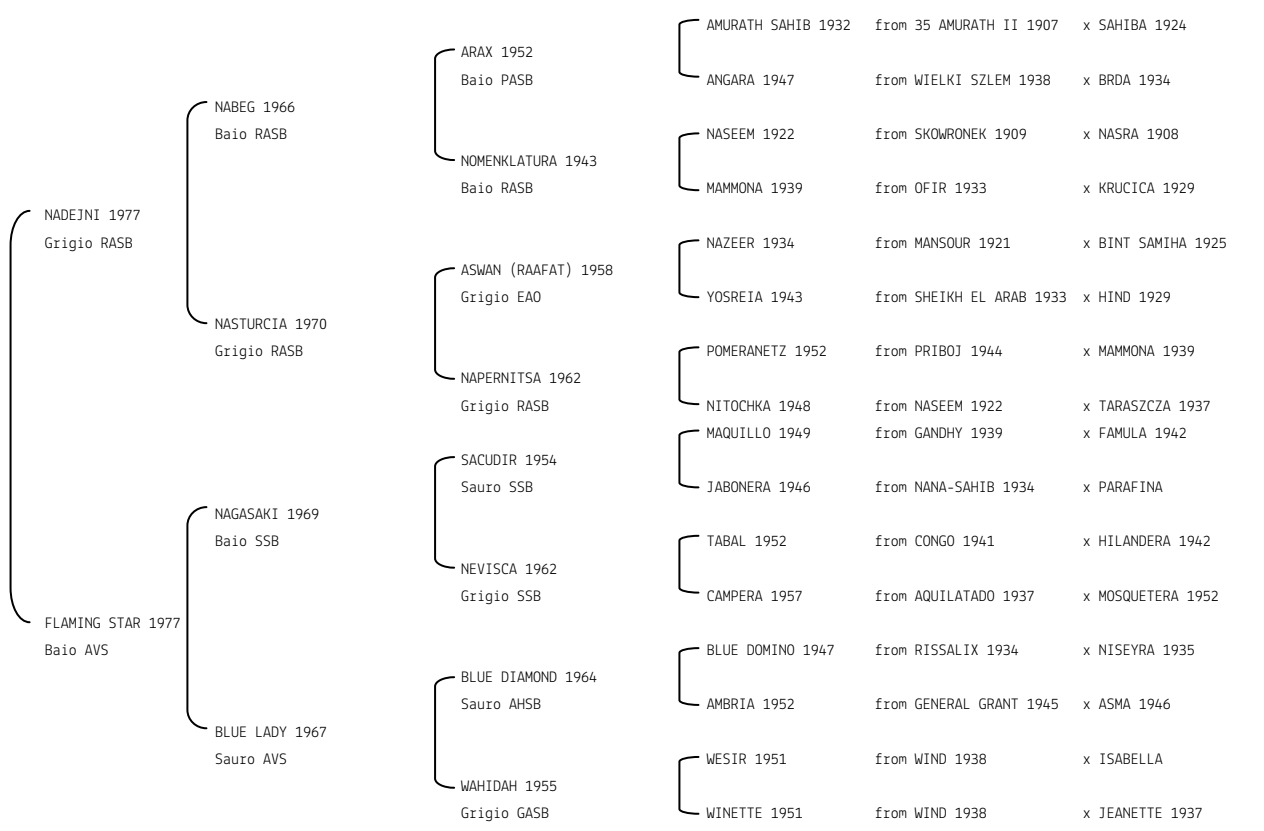 AMURATH SAHIB 1932 from 35 AMURATH II 1907 x SAHIBA 1924
ARAX 1952
Baio PASB
ANGARA 1947 from WIELKI SZLEM 1938 x BRDA 1934
NABEG 1966
Baio RASB
NASEEM 1922 from SKOWRONEK 1909 x NASRA 1908
NOMENKLATURA 1943
Baio RASB
MAMMONA 1939 from OFIR 1933 x KRUCICA 1929
NADEJNI 1977
Grigio RASB
NAZEER 1934 from MANSOUR 1921 x BINT SAMIHA 1925
ASWAN (RAAFAT) 1958
Grigio EAO
YOSREIA 1943 from SHEIKH EL ARAB 1933 x HIND 1929
NASTURCIA 1970
Grigio RASB
POMERANETZ 1952 from PRIBOJ 1944 x MAMMONA 1939
NAPERNITSA 1962
Grigio RASB
NITOCHKA 1948 from NASEEM 1922 x TARASZCZA 1937
MAQUILLO 1949 from GANDHY 1939 x FAMULA 1942
SACUDIR 1954
Sauro SSB
JABONERA 1946 from NANA-SAHIB 1934 x PARAFINA
NAGASAKI 1969
Baio SSB
TABAL 1952 from CONGO 1941 x HILANDERA 1942
NEVISCA 1962
Grigio SSB
CAMPERA 1957 from AQUILATADO 1937 x MOSQUETERA 1952
FLAMING STAR 1977
Baio AVS
BLUE DOMINO 1947 from RISSALIX 1934 x NISEYRA 1935
BLUE DIAMOND 1964
Sauro AHSB
AMBRIA 1952 from GENERAL GRANT 1945 x ASMA 1946
BLUE LADY 1967
Sauro AVS
WESIR 1951 from WIND 1938 x ISABELLA
WAHIDAH 1955
Grigio GASB
WINETTE 1951 from WIND 1938 x JEANETTE 1937